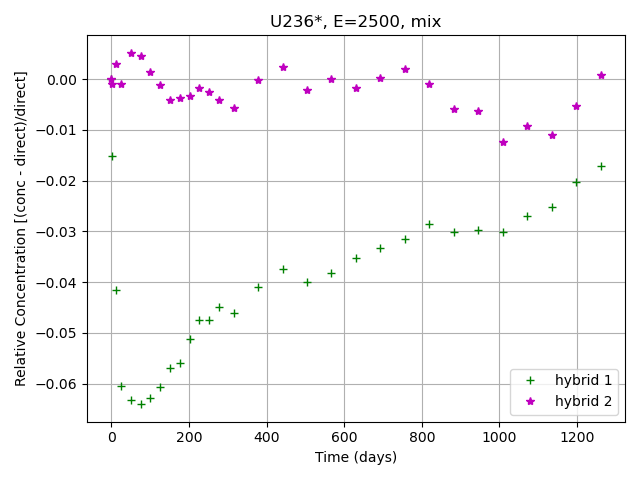 U236*, E=2500, mix
Relative Concentration [(conc - direct)/direct]
0.00
−0.01
−0.02
−0.03
−0.04
−0.05
−0.06
0 200 400 600 800 1000 1200
Time (days)
hybrid 1
hybrid 2